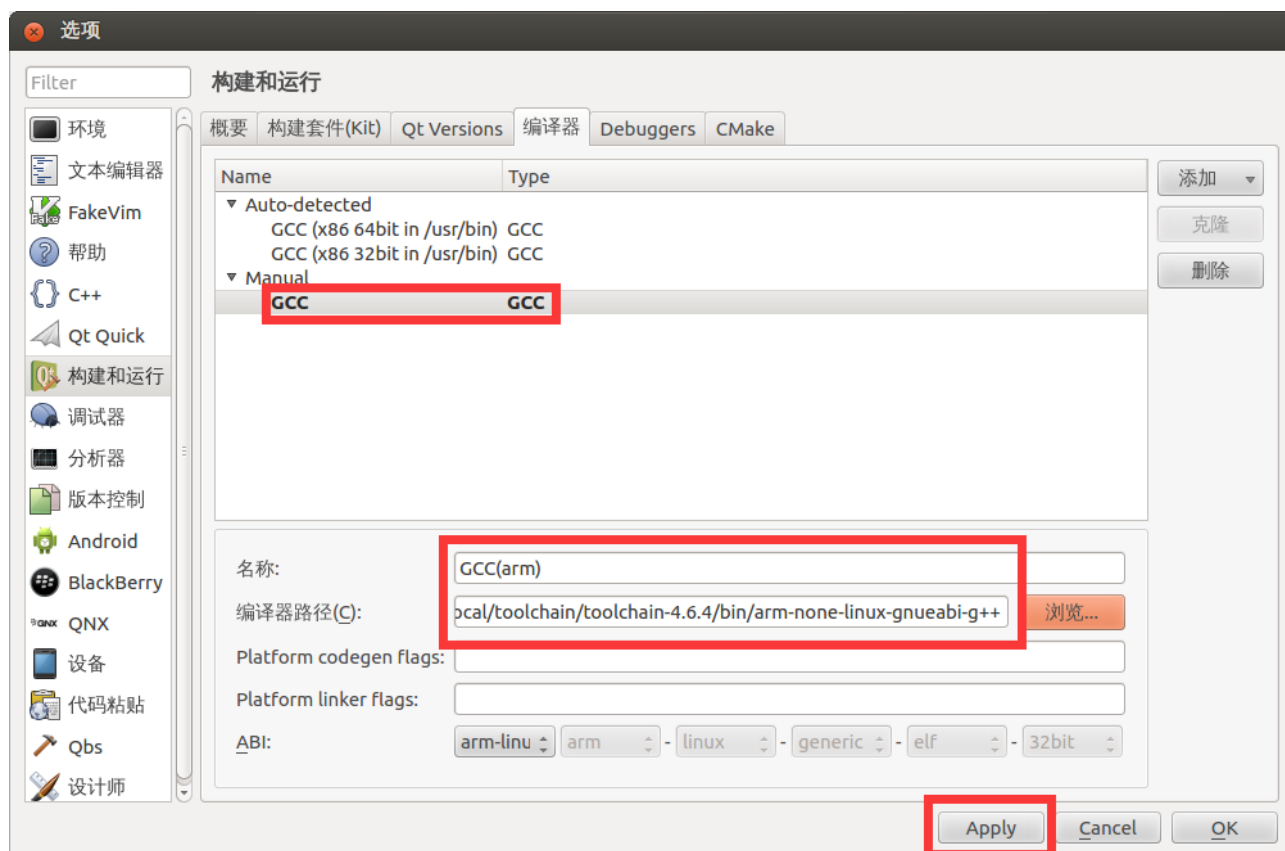 选项
Filter
环境
文本编辑器
FakeVim
帮助
C++
Qt Quick
构建和运行
调试器
分析器
版本控制
Android
BlackBerry
QNX
设备
代码粘贴
Qbs
设计师
构建和运行
概要 构建套件(Kit) Qt Versions 编译器 Debuggers CMake
Name Type
Auto-detected
GCC (x86 64bit in /usr/bin) GCC
GCC (x86 32bit in /usr/bin) GCC
Manual
GCC GCC
添加
克隆
删除
名称: GCC(arm)
编译器路径(C): ocal/toolchain/toolchain-4.6.4/bin/arm-none-linux-gnueabi-g++ 浏览...
Platform codegen flags:
Platform linker flags:
ABI: arm-linu arm - linux - generic - elf - 32bit
Apply Cancel OK